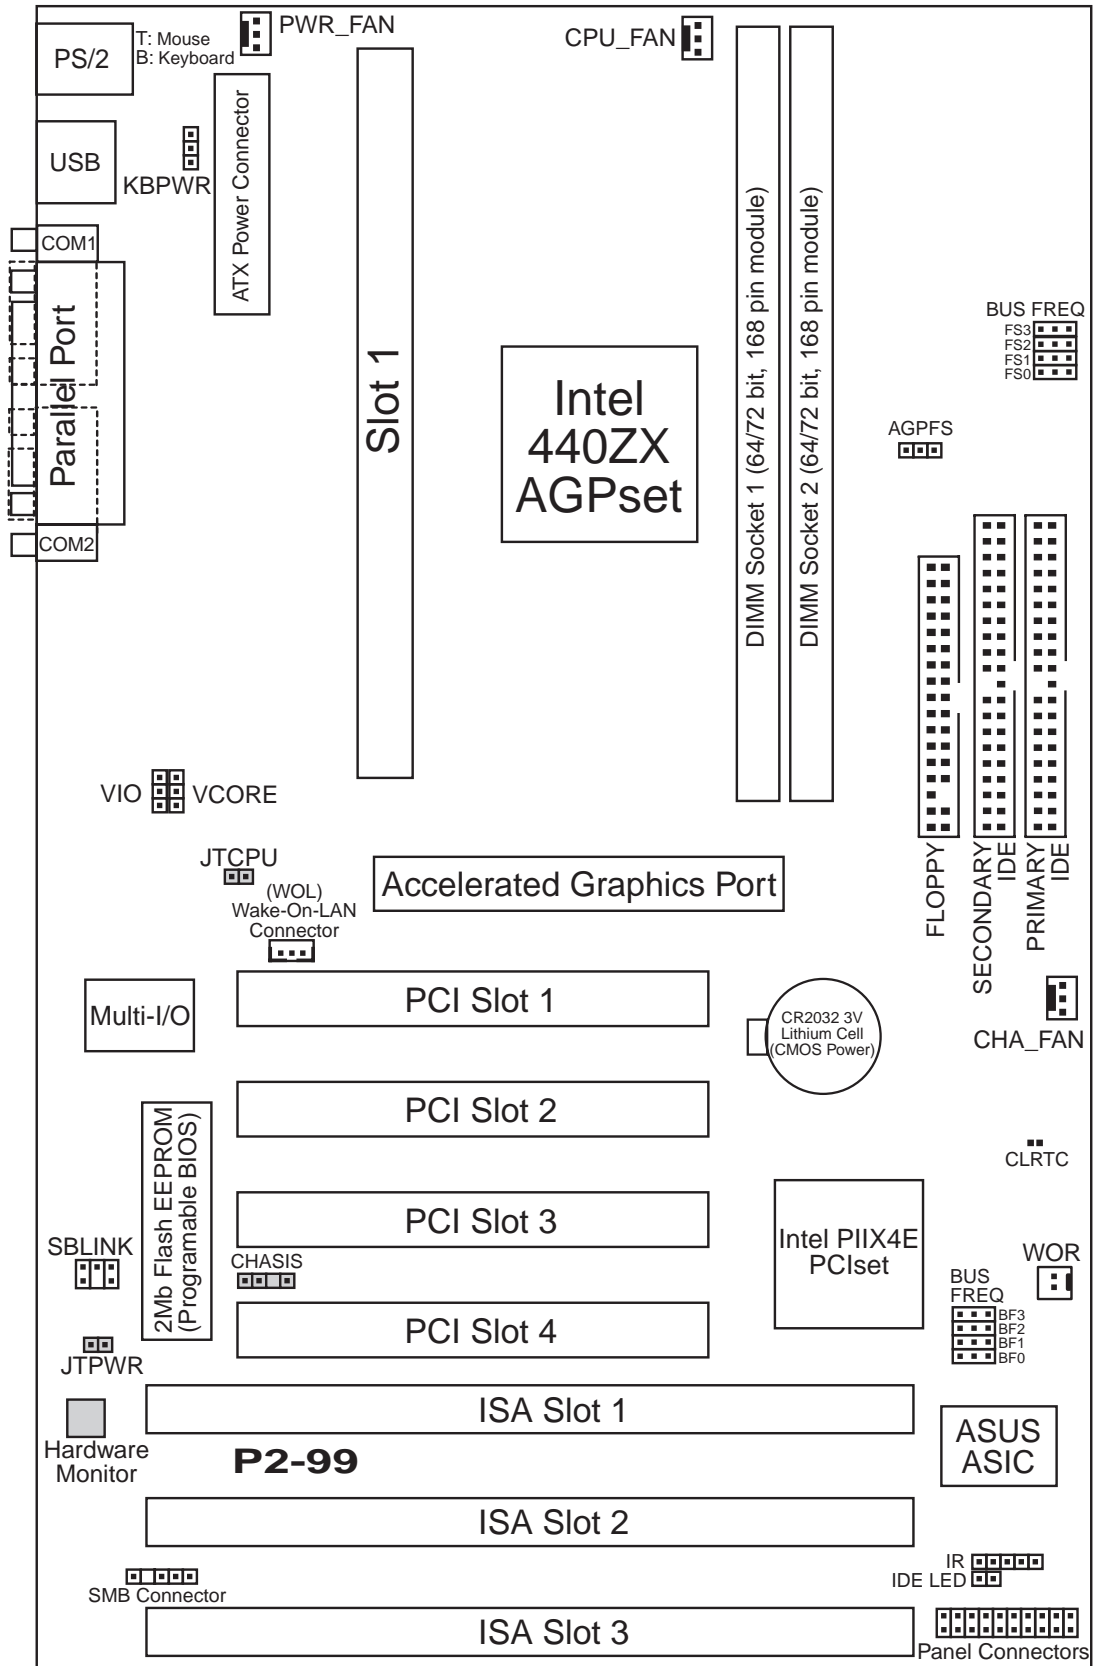 PWR_FAN
CPU_FAN
PS/2
T: Mouse
B: Keyboard
USB
KBPWR
ATX Power Connector
COM1
Parallel Port
COM2
Slot 1
Intel
440ZX
AGPset
DIMM Socket 1 (64/72 bit, 168 pin module)
DIMM Socket 2 (64/72 bit, 168 pin module)
BUS FREQ
FS3
FS2
FS1
FS0
AGPFS
VIO
VCORE
JTCPU
(WOL)
Wake-On-LAN
Connector
Accelerated Graphics Port
FLOPPY
SECONDARY
IDE
PRIMARY
IDE
Multi-I/O
PCI Slot 1
CR2032 3V
Lithium Cell
(CMOS Power)
CHA_FAN
PCI Slot 2
2Mb Flash EEPROM
(Programable BIOS)
CLRTC
PCI Slot 3
Intel PIIX4E
PCIset
SBLINK
CHASIS
WOR
BUS
FREQ
BF3
BF2
BF1
BF0
PCI Slot 4
JTPWR
ISA Slot 1
Hardware
Monitor
P2-99
ASUS
ASIC
ISA Slot 2
IR
IDE LED
SMB Connector
ISA Slot 3
Panel Connectors